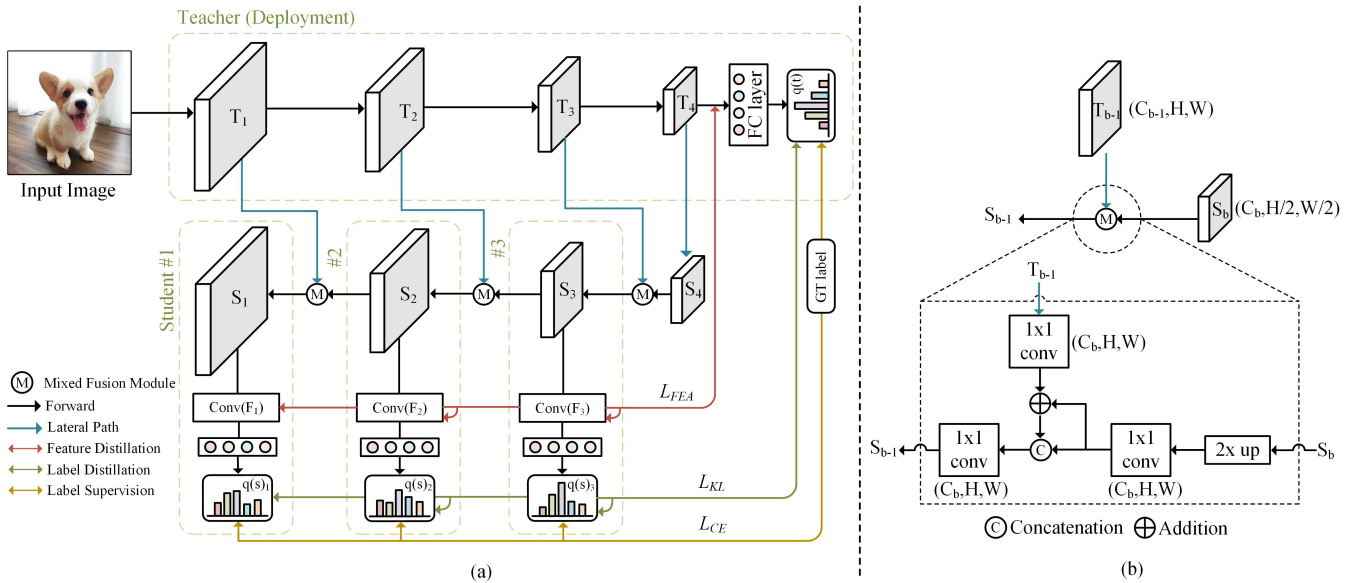 Teacher (Deployment)
T1
T2
T3
T4
FC layer
q(t)
Input Image
Student #1
#2
#3
S1
M
S2
M
S3
M
S4
GT label
Conv(F1)
Conv(F2)
Conv(F3)
LFEA
q(s)1
q(s)2
q(s)3
LKL
LCE
M Mixed Fusion Module
Forward
Lateral Path
Feature Distillation
Label Distillation
Label Supervision
(a)
Tb-1
(Cb-1,H,W)
Sb-1
M
Sb
(Cb,H/2,W/2)
Tb-1
1x1
conv
(Cb,H,W)
Sb-1
1x1
conv
(Cb,H,W)
C
1x1
conv
(Cb,H,W)
2x up
Sb
C Concatenation
Addition
(b)